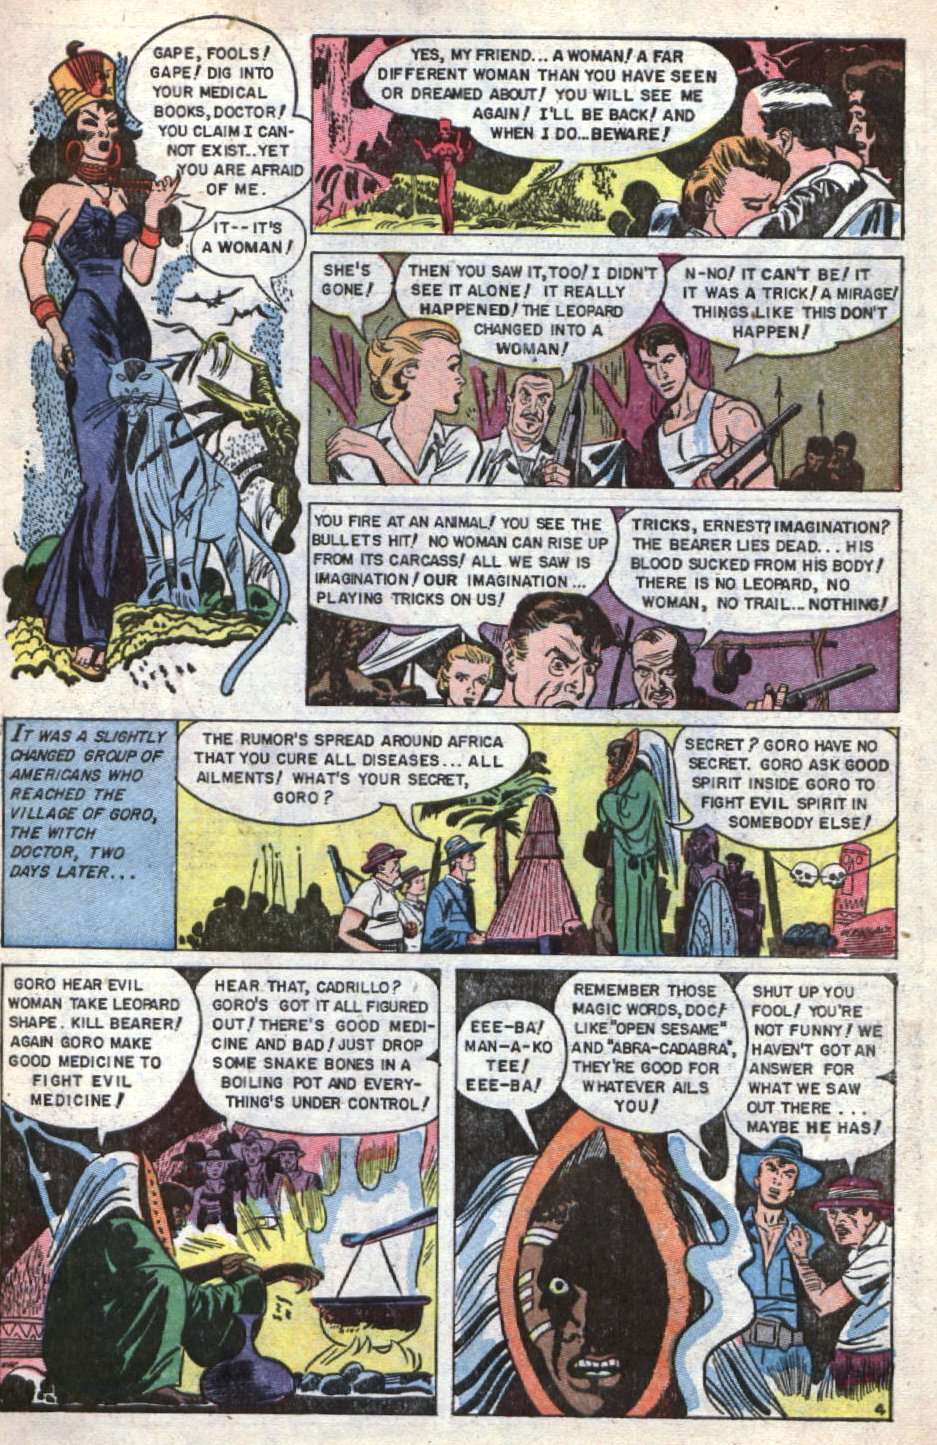 GAPE, FOOLS!
GAPE! DIG INTO
YOUR MEDICAL
BOOKS, DOCTOR!
YOU CLAIM I CAN-
NOT EXIST...YET
YOU ARE AFRAID
OF ME.
IT--IT'S
A WOMAN!
YES, MY FRIEND... A WOMAN! A FAR
DIFFERENT WOMAN THAN YOU HAVE SEEN
OR DREAMED ABOUT! YOU WILL SEE ME
AGAIN! I'LL BE BACK! AND
WHEN I DO...BEWARE!
SHE'S
GONE!
THEN YOU SAW IT, TOO! I DIDN'T
SEE IT ALONE! IT REALLY
HAPPENED! THE LEOPARD
CHANGED INTO A
WOMAN!
N-NO! IT CAN'T BE! IT
IT WAS A TRICK! A MIRAGE!
THINGS LIKE THIS DON'T
HAPPEN!
YOU FIRE AT AN ANIMAL! YOU SEE THE
BULLETS HIT! NO WOMAN CAN RISE UP
FROM ITS CARCASS! ALL WE SAW IS
IMAGINATION! OUR IMAGINATION...
PLAYING TRICKS ON US!
TRICKS, ERNEST? IMAGINATION?
THE BEARER LIES DEAD... HIS
BLOOD SUCKED FROM HIS BODY!
THERE IS NO LEOPARD, NO
WOMAN, NO TRAIL...NOTHING!
IT WAS A SLIGHTLY
CHANGED GROUP OF
AMERICANS WHO
REACHED THE
VILLAGE OF GORO,
THE WITCH
DOCTOR, TWO
DAYS LATER...
THE RUMOR'S SPREAD AROUND AFRICA
THAT YOU CURE ALL DISEASES... ALL
AILMENTS! WHAT'S YOUR SECRET,
GORO?
SECRET? GORO HAVE NO
SECRET. GORO ASK GOOD
SPIRIT INSIDE GORO TO
FIGHT EVIL SPIRIT IN
SOMEBODY ELSE!
GORO HEAR EVIL
WOMAN TAKE LEOPARD
SHAPE. KILL BEARER!
AGAIN GORO MAKE
GOOD MEDICINE TO
FIGHT EVIL
MEDICINE!
HEAR THAT, CADRILLO?
GORO'S GOT IT ALL FIGURED
OUT! THERE'S GOOD MEDI-
CINE AND BAD! JUST DROP
SOME SNAKE BONES IN A
BOILING POT AND EVERY-
THING'S UNDER CONTROL!
EEE-BA!
MAN-A-KO
TEE!
EEE-BA!
REMEMBER THOSE
MAGIC WORDS, DOC!
LIKE "OPEN SESAME"
AND "ABRA-CADABRA",
THEY'RE GOOD FOR
WHATEVER AILS
YOU!
SHUT UP YOU
FOOL! YOU'RE
NOT FUNNY! WE
HAVEN'T GOT AN
ANSWER FOR
WHAT WE SAW
OUT THERE...
MAYBE HE HAS!
4